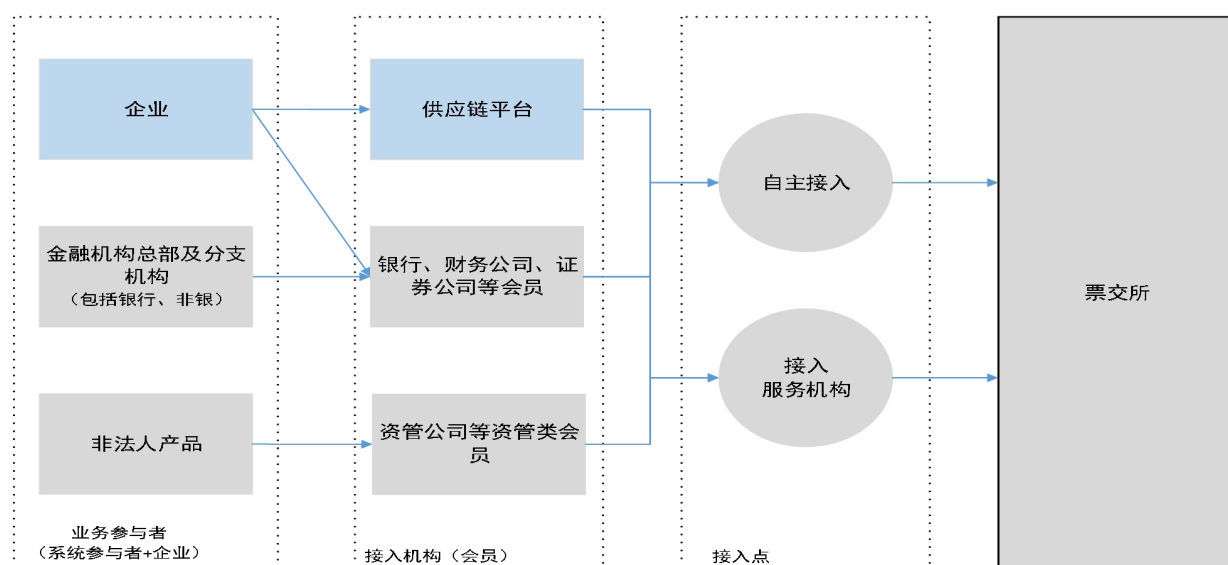 企业
供应链平台
自主接入
金融机构总部及分支
机构
（包括银行、非银）
银行、财务公司、证
券公司等会员
票交所
接入
服务机构
非法人产品
资管公司等资管类会
员
业务参与者
（系统参与者+企业）
接入机构（会员）
接入点